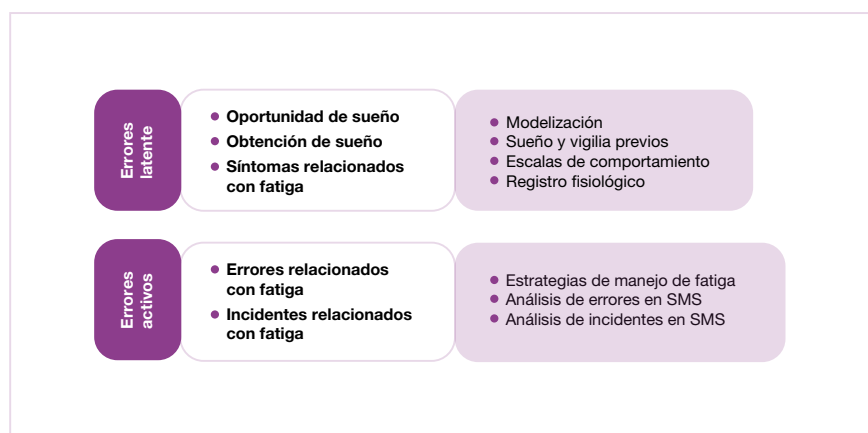 Errores
latente
• Oportunidad de sueño
• Obtención de sueño
• Síntomas relacionados
con fatiga
• Modelización
• Sueño y vigilia previos
• Escalas de comportamiento
• Registro fisiológico
Errores
activos
• Errores relacionados
con fatiga
• Incidentes relacionados
con fatiga
• Estrategias de manejo de fatiga
• Análisis de errores en SMS
• Análisis de incidentes en SMS